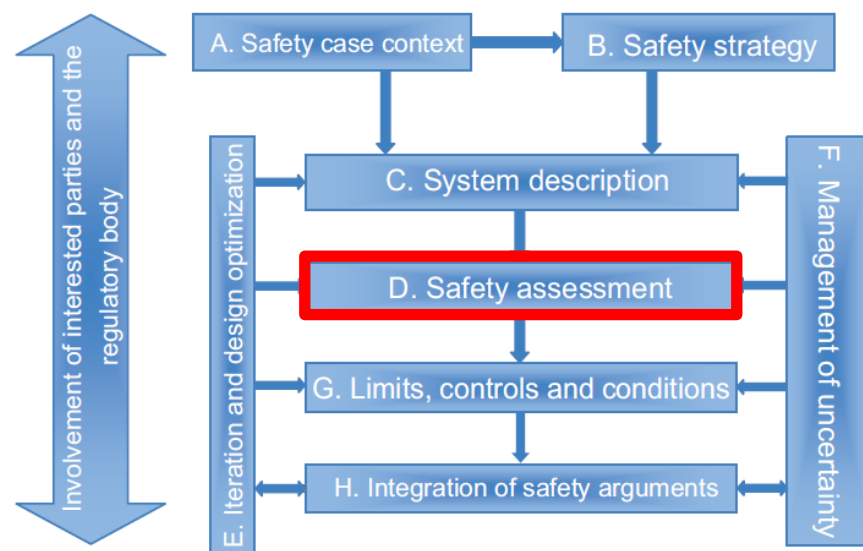 A. Safety case context
B. Safety strategy
Involvement of interested parties and the
regulatory body
E. Iteration and design optimization
C. System description
F. Management of uncertainty
D. Safety assessment
G. Limits, controls and conditions
H. Integration of safety arguments